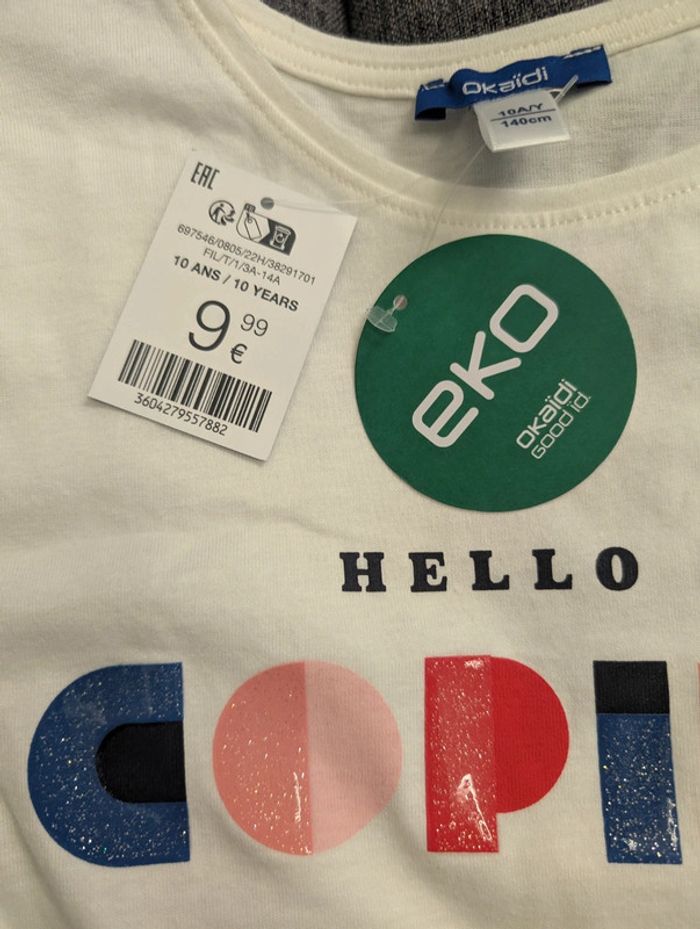 Okaïdi
10A/Y
140cm
EAC
697546/0805/22H/38291701
FIL/T/1/3A-14A
10 ANS / 10 YEARS
9 99
€
3604279557882
eko
okaïdi
GOOD id.
HELLO
COPI